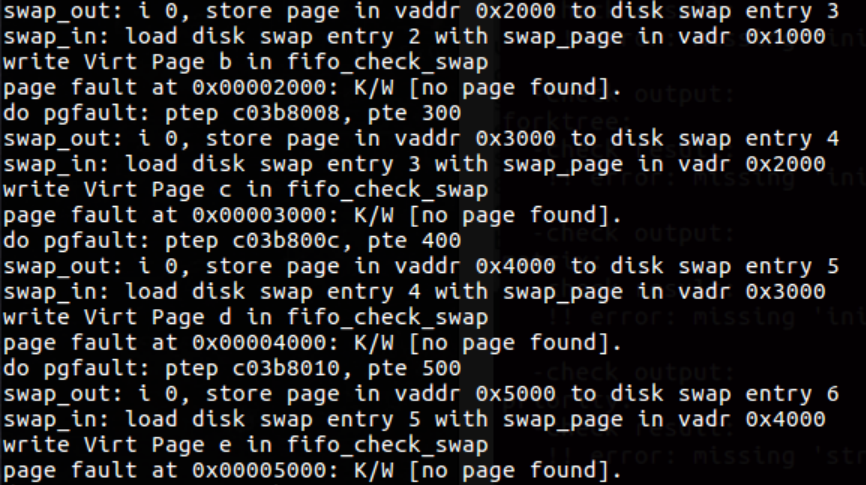 swap_out: i 0, store page in vaddr 0x2000 to disk swap entry 3
swap_in: load disk swap entry 2 with swap_page in vadr 0x1000
write Virt Page b in fifo_check_swap
page fault at 0x00002000: K/W [no page found].
do pgfault: ptep c03b8008, pte 300
swap_out: i 0, store page in vaddr 0x3000 to disk swap entry 4
swap_in: load disk swap entry 3 with swap_page in vadr 0x2000
write Virt Page c in fifo_check_swap
page fault at 0x00003000: K/W [no page found].
do pgfault: ptep c03b800c, pte 400
swap_out: i 0, store page in vaddr 0x4000 to disk swap entry 5
swap_in: load disk swap entry 4 with swap_page in vadr 0x3000
write Virt Page d in fifo_check_swap
page fault at 0x00004000: K/W [no page found].
do pgfault: ptep c03b8010, pte 500
swap_out: i 0, store page in vaddr 0x5000 to disk swap entry 6
swap_in: load disk swap entry 5 with swap_page in vadr 0x4000
write Virt Page e in fifo_check_swap
page fault at 0x00005000: K/W [no page found].